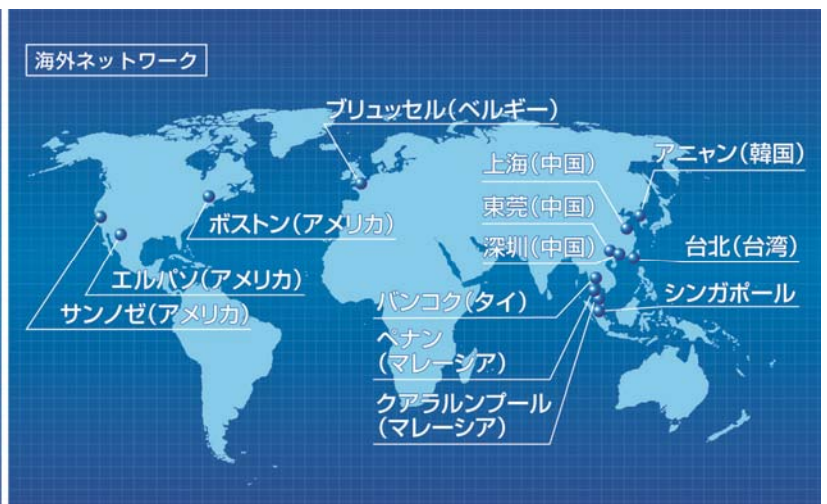 海外ネットワーク
ブリュッセル(ベルギー)
上海(中国)
アニャン(韓国)
東莞(中国)
ボストン(アメリカ)
深圳(中国)
台北(台湾)
エルパソ(アメリカ)
バンコク(タイ)
シンガポール
サンノゼ(アメリカ)
ペナン
(マレーシア)
クアラルンプール
(マレーシア)